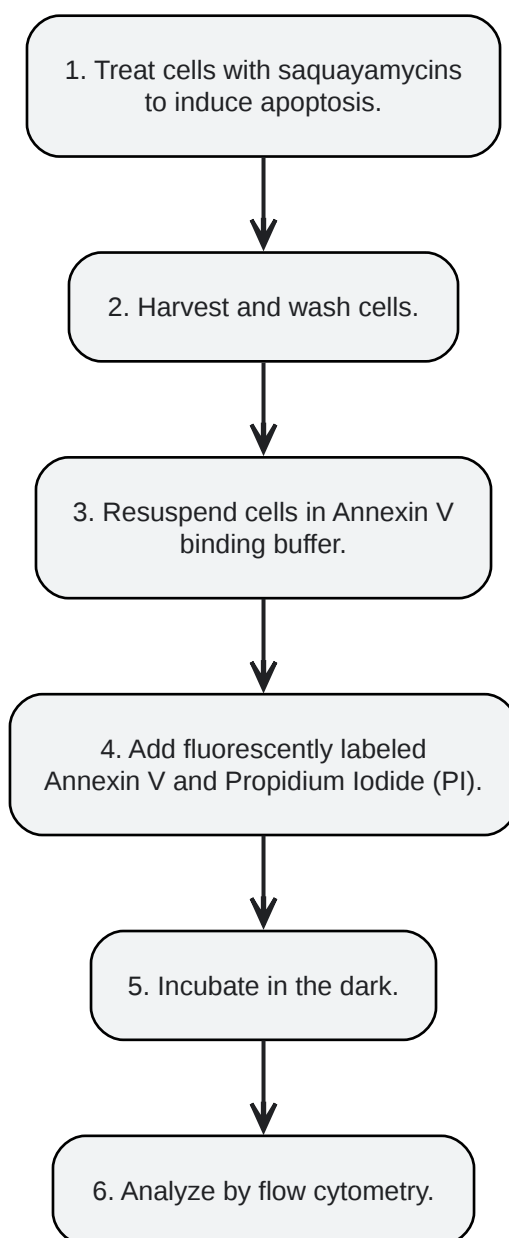 1. Treat cells with saquayamycins
to induce apoptosis.
2. Harvest and wash cells.
3. Resuspend cells in Annexin V
binding buffer.
4. Add fluorescently labeled
Annexin V and Propidium Iodide (PI).
5. Incubate in the dark.
6. Analyze by flow cytometry.